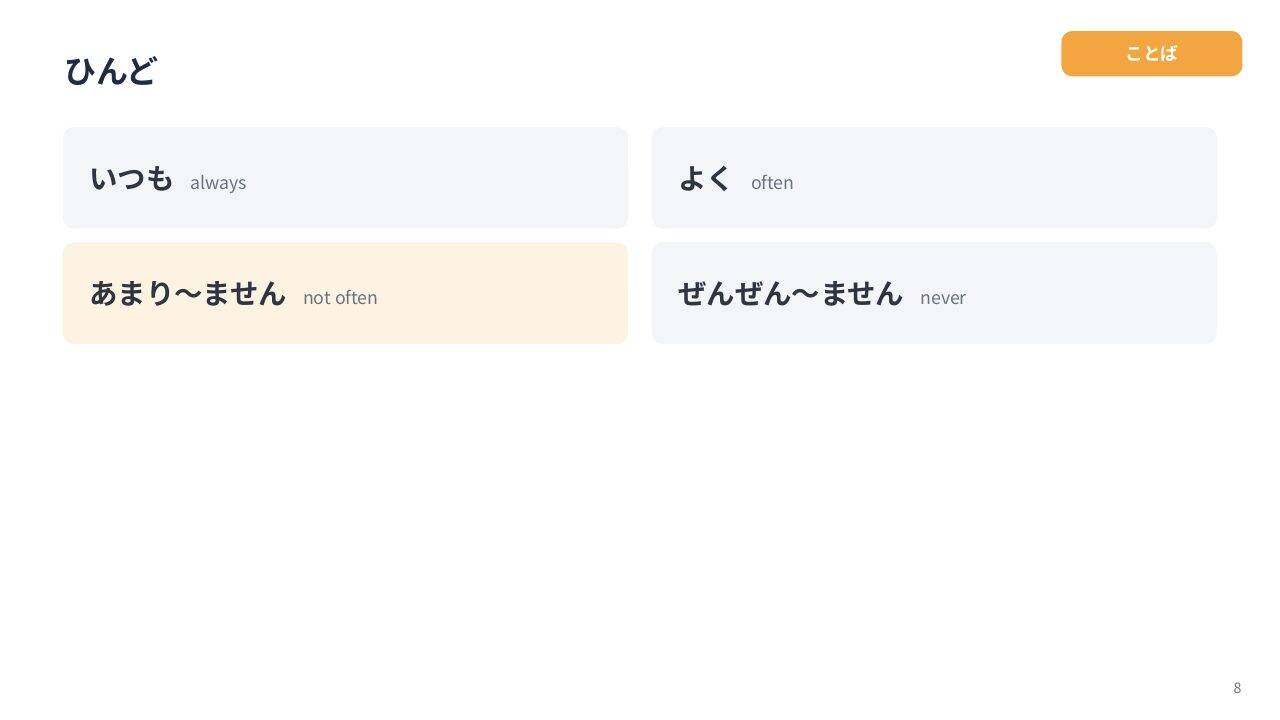 ひんど
ことば
いつも always
よく often
あまり〜ません not often
ぜんぜん〜ません never
8